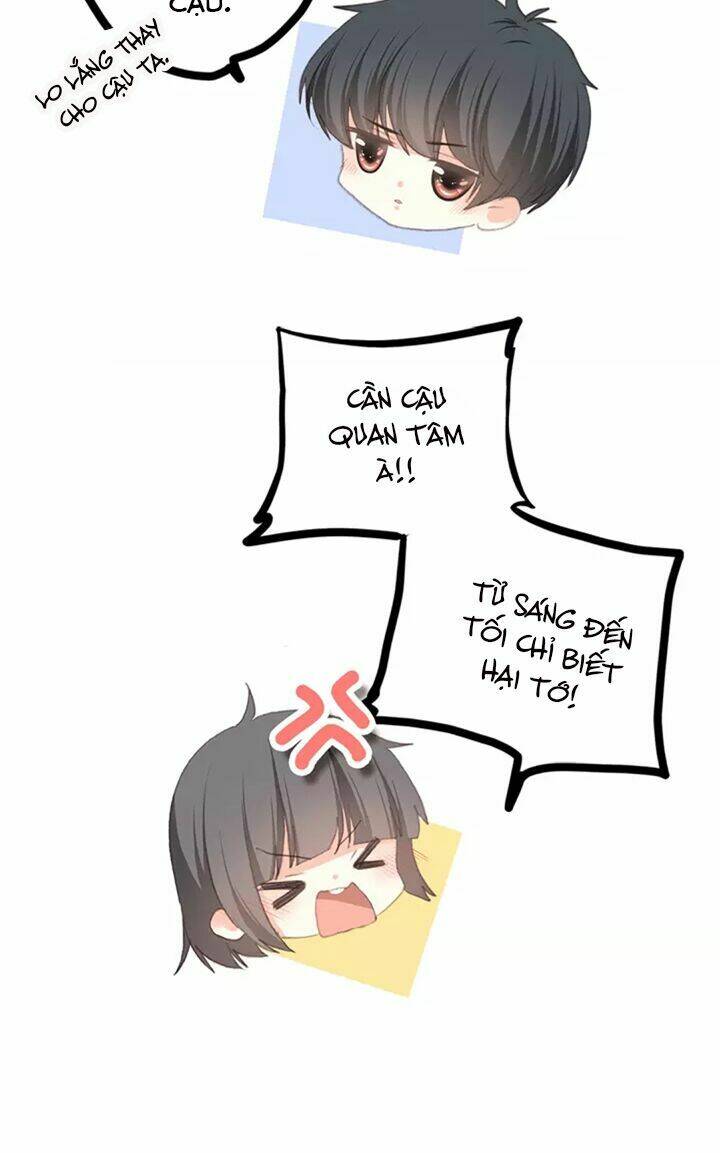 CẬU.
LO LẮNG THAY
CHO CẬU TA.
CẦN CẬU
QUAN TÂM
À!!
TỪ SÁNG ĐẾN
TỐI CHỈ BIẾT
HẠI TỚ!